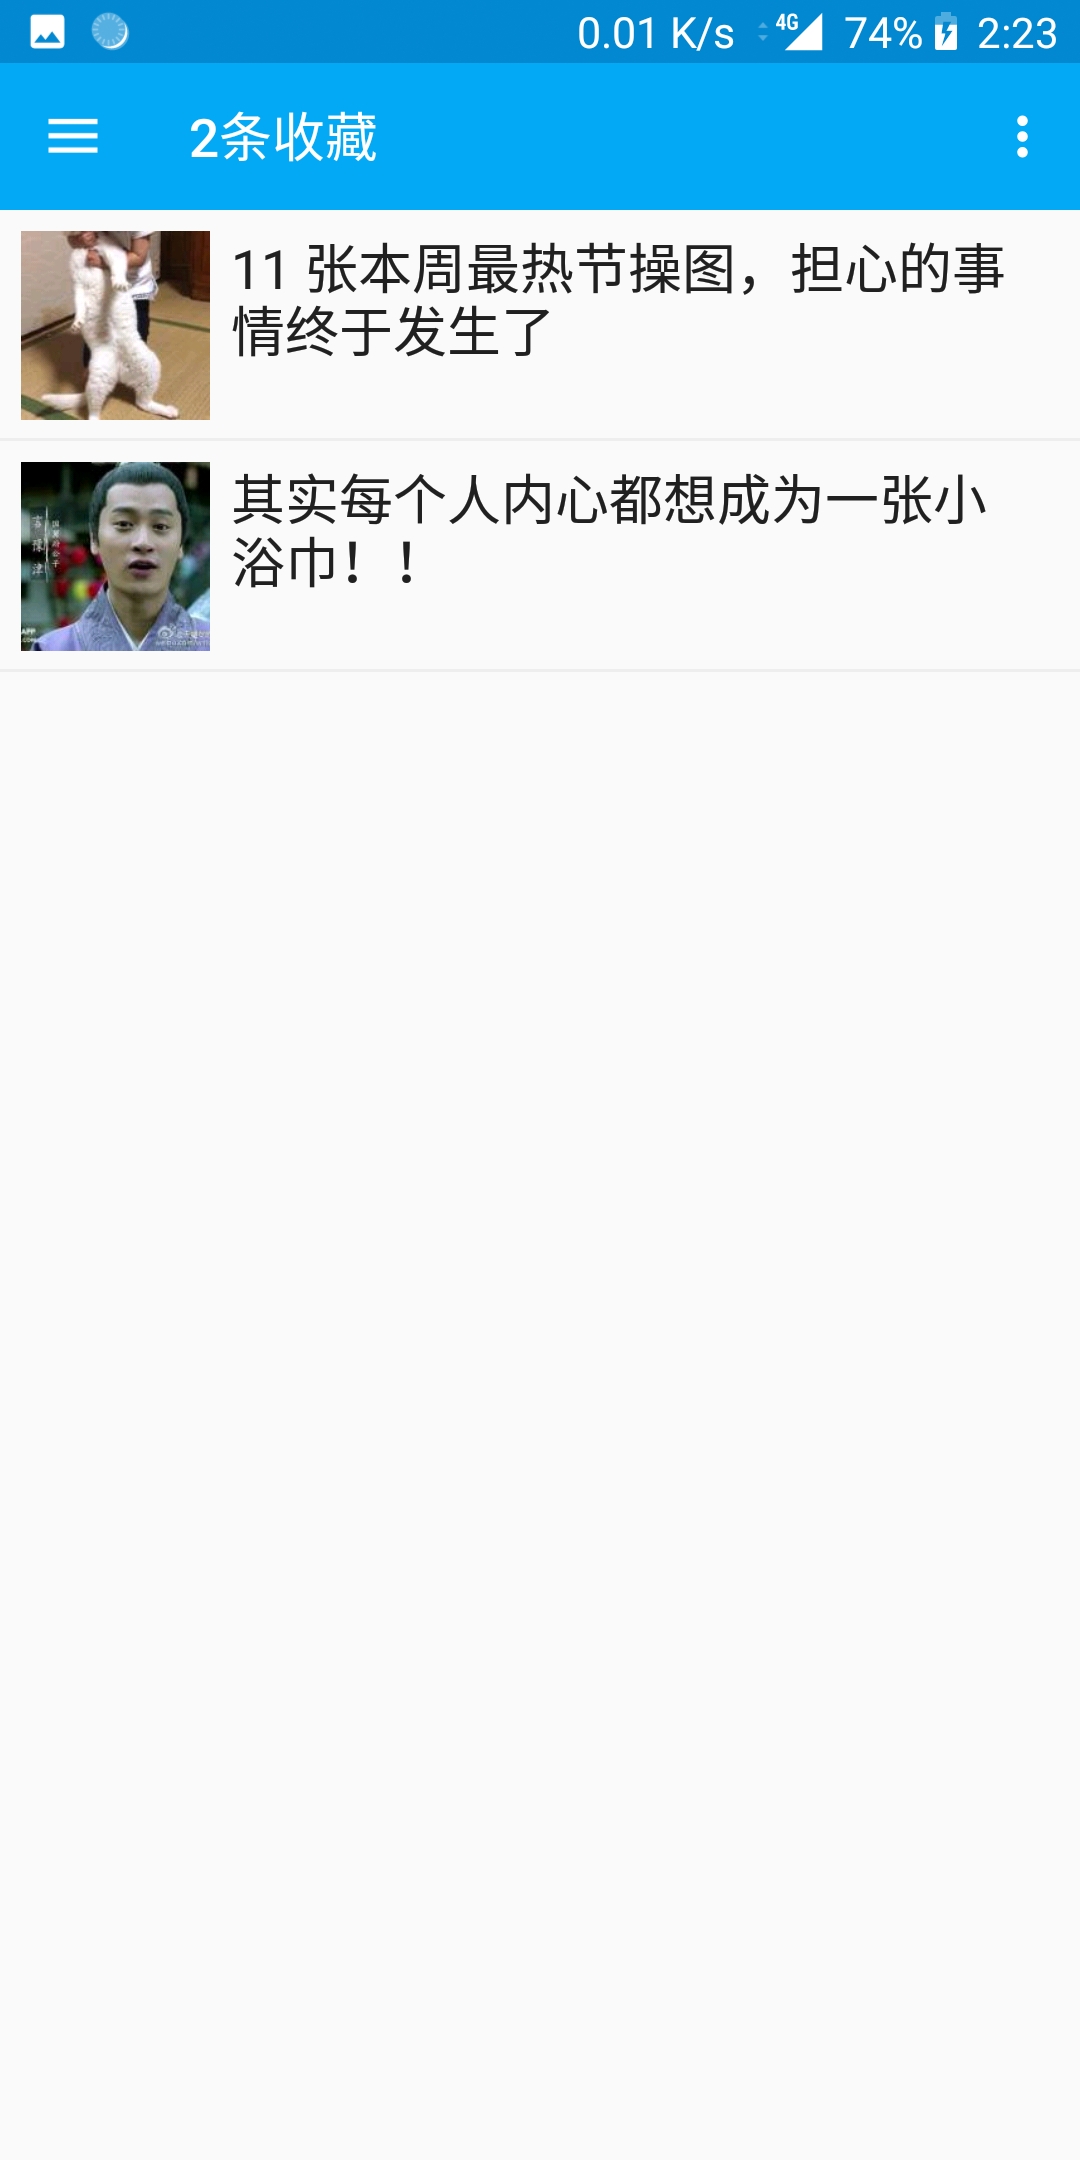 0.01 K/s 4G 74% 2:23
2条收藏
11 张本周最热节操图，担心的事
情终于发生了
其实每个人内心都想成为一张小
浴巾！！